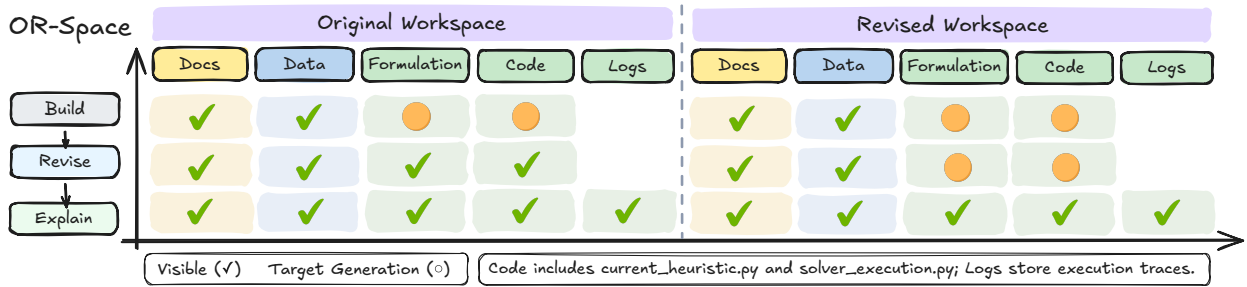 OR-Space
Original Workspace
Revised Workspace
Docs
Data
Formulation
Code
Logs
Docs
Data
Formulation
Code
Logs
Build
Revise
Explain
Visible (✓) Target Generation (○)
Code includes current_heuristic.py and solver_execution.py; Logs store execution traces.